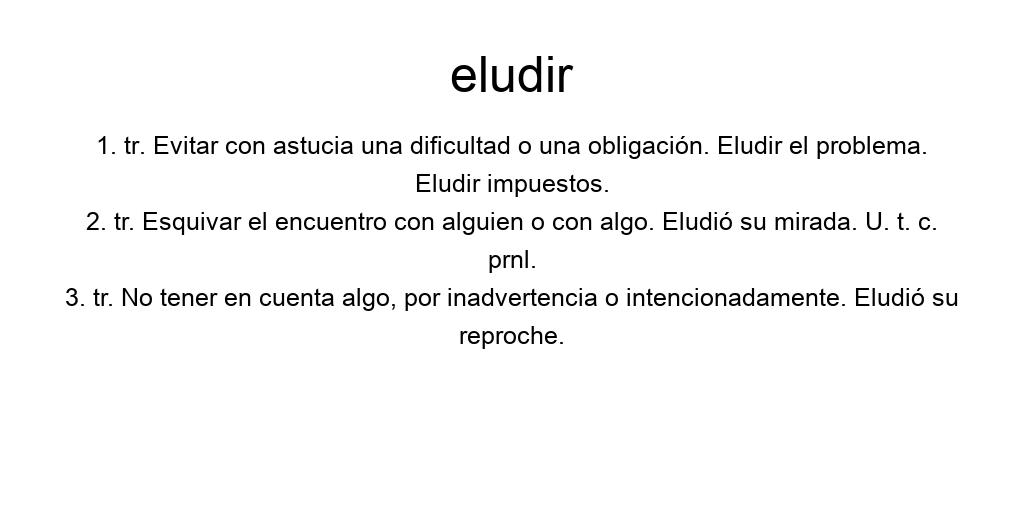 eludir
1. tr. Evitar con astucia una dificultad o una obligación. Eludir el problema.
Eludir impuestos.
2. tr. Esquivar el encuentro con alguien o con algo. Eludió su mirada. U. t. c.
prnl.
3. tr. No tener en cuenta algo, por inadvertencia o intencionadamente. Eludió su
reproche.